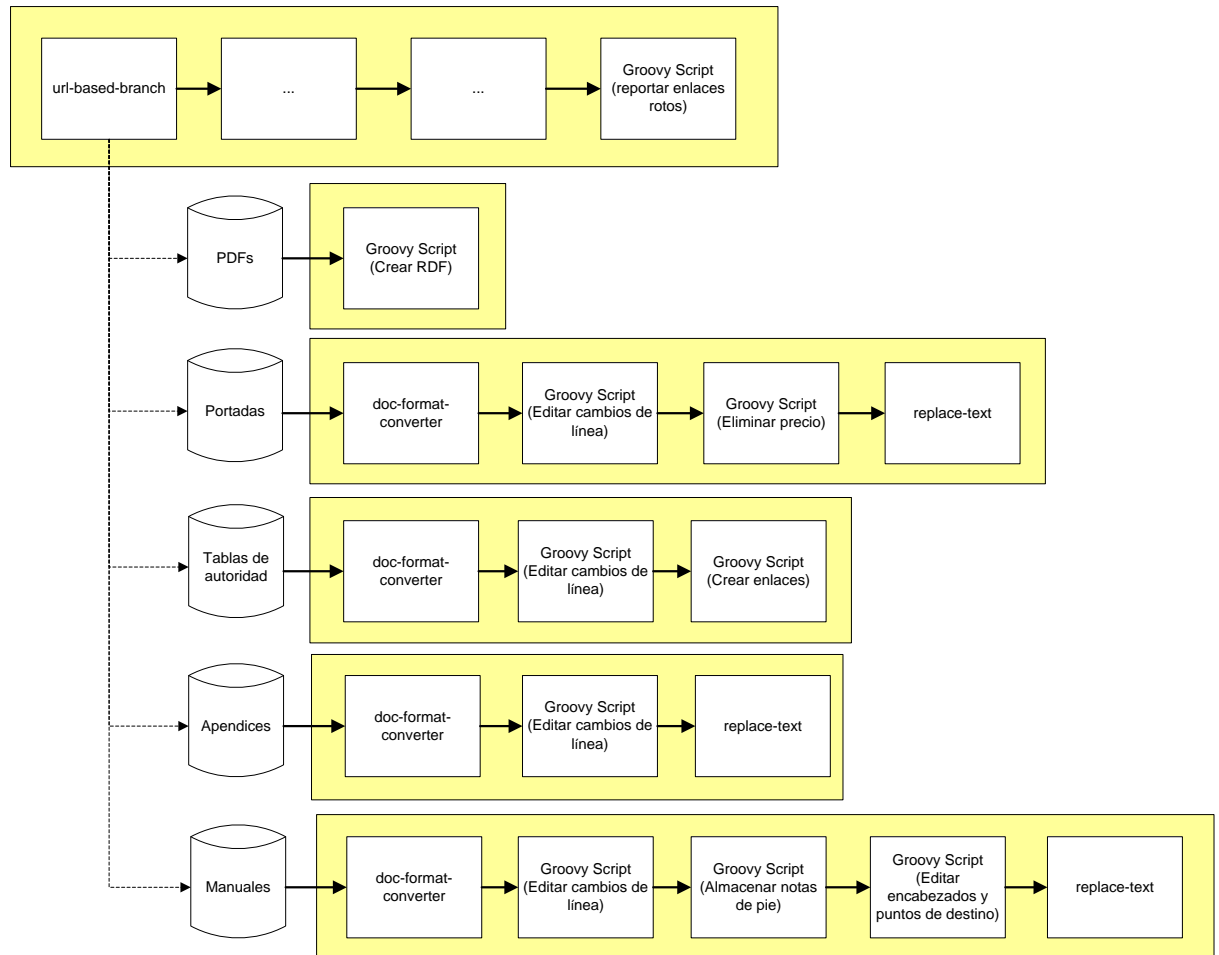 url-based-branch
...
...
Groovy Script
(reportar enlaces
rotos)
PDFs
Groovy Script
(Crear RDF)
Portadas
doc-format-
converter
Groovy Script
(Editar cambios de
línea)
Groovy Script
(Eliminar precio)
replace-text
Tablas de
autoridad
doc-format-
converter
Groovy Script
(Editar cambios de
línea)
Groovy Script
(Crear enlaces)
Apendices
doc-format-
converter
Groovy Script
(Editar cambios de
línea)
replace-text
Manuales
doc-format-
converter
Groovy Script
(Editar cambios de
línea)
Groovy Script
(Almacenar notas
de pie)
Groovy Script
(Editar
encabezados y
puntos de destino)
replace-text